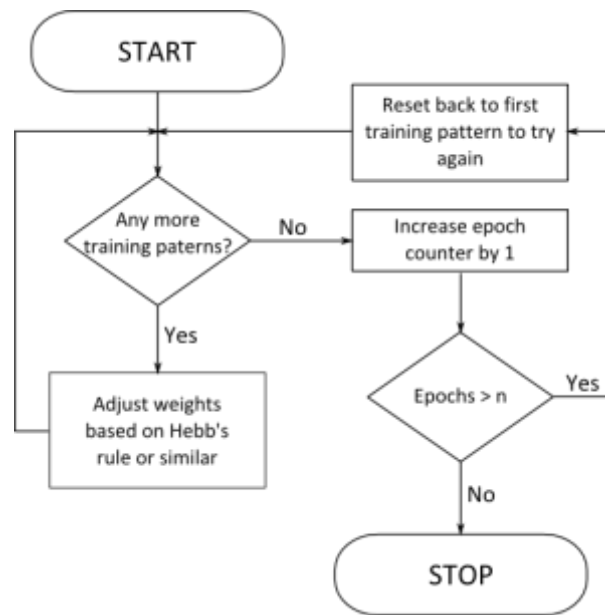 START
Reset back to first
training pattern to try
again
Any more
training paterns?
No
Increase epoch
counter by 1
Yes
Adjust weights
based on Hebb's
rule or similar
Epochs > n
Yes
No
STOP